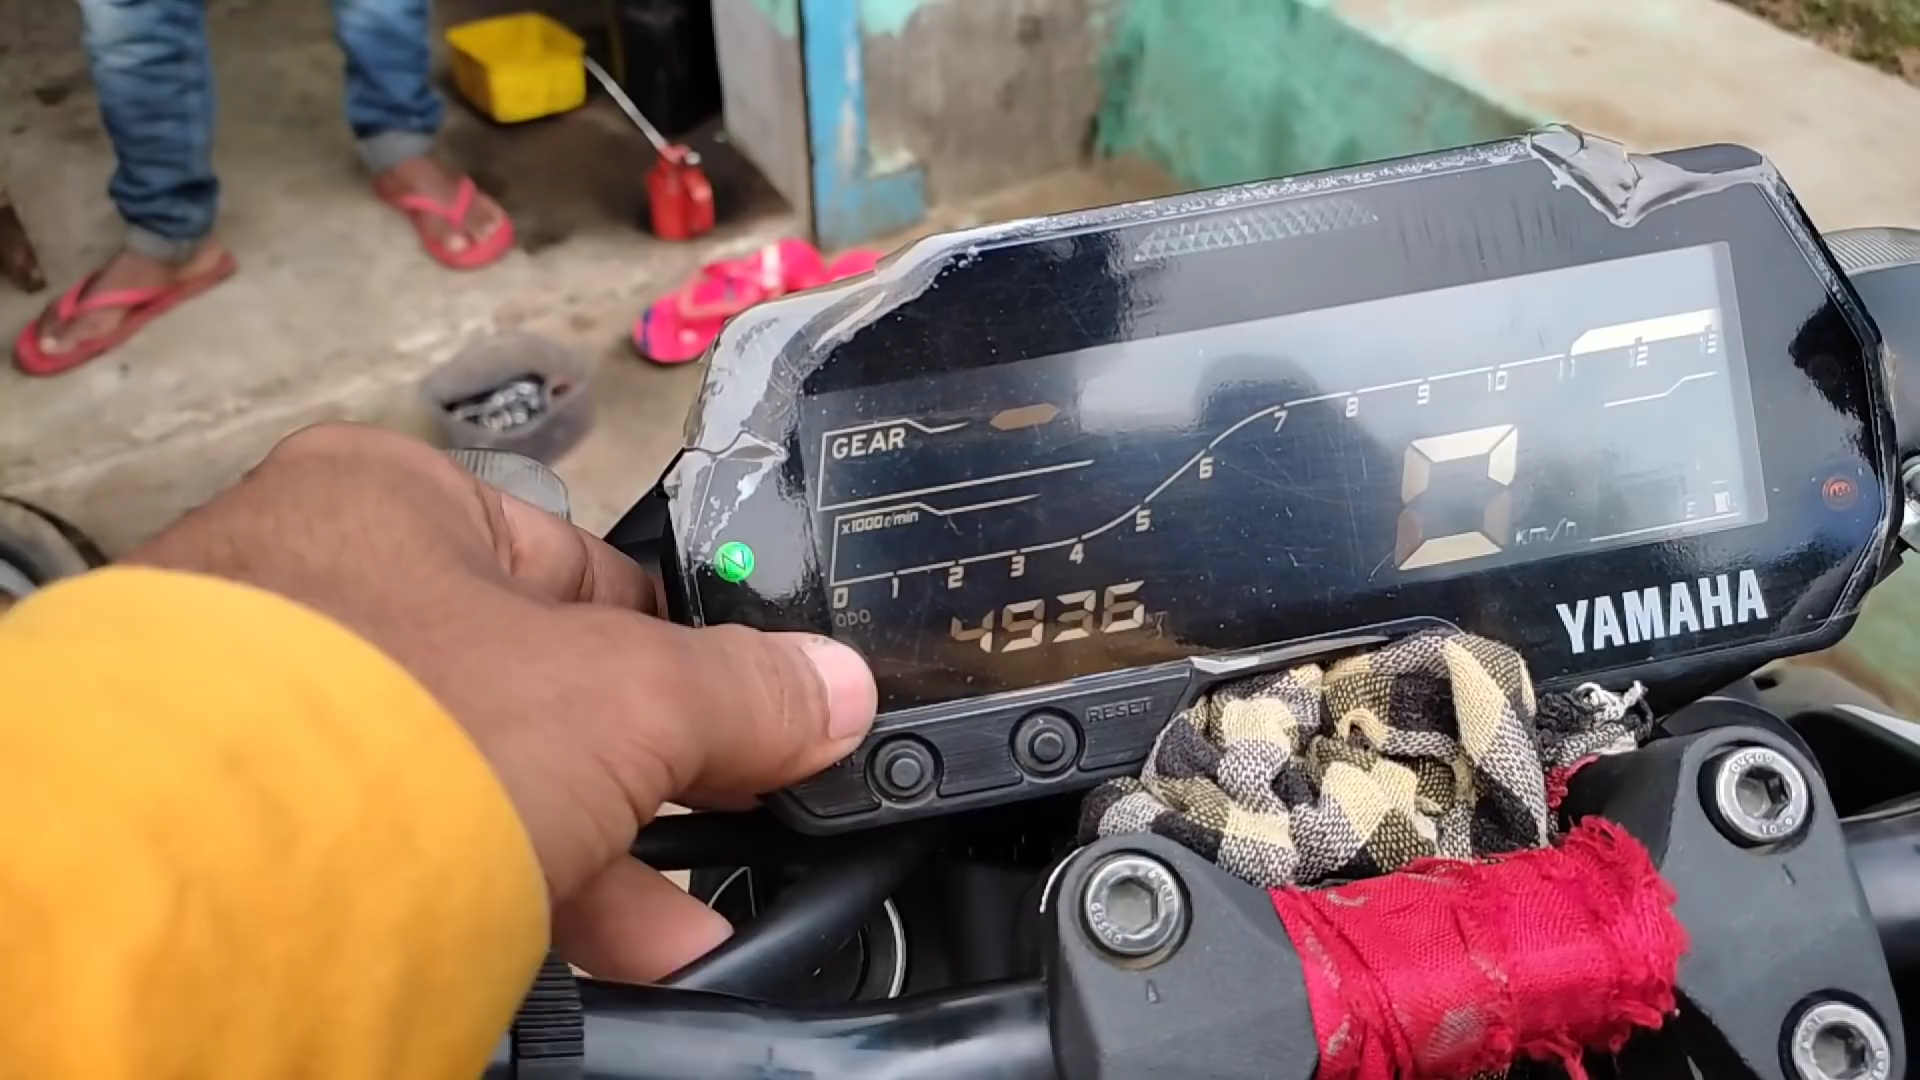 GEAR
x1000 r/min
0 1 2 3 4 5 6 7 8 9 10 11 12 13
0 km/h
E
ODO 4936
N
YAMAHA
RESET